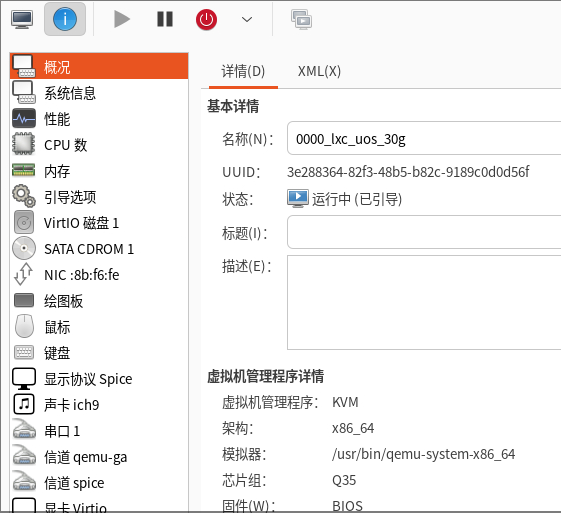 概况
系统信息
性能
CPU 数
内存
引导选项
VirtIO 磁盘 1
SATA CDROM 1
NIC :8b:f6:fe
绘图板
鼠标
键盘
显示协议 Spice
声卡 ich9
串口 1
信道 qemu-ga
信道 spice
显卡 Virtio
详情(D) XML(X)
基本详情
名称(N): 0000_lxc_uos_30g
UUID: 3e288364-82f3-48b5-b82c-9189c0d0d56f
状态: 运行中 (已引导)
标题(I):
描述(E):
虚拟机管理程序详情
虚拟机管理程序: KVM
架构: x86_64
模拟器: /usr/bin/qemu-system-x86_64
芯片组: Q35
固件(W): BIOS